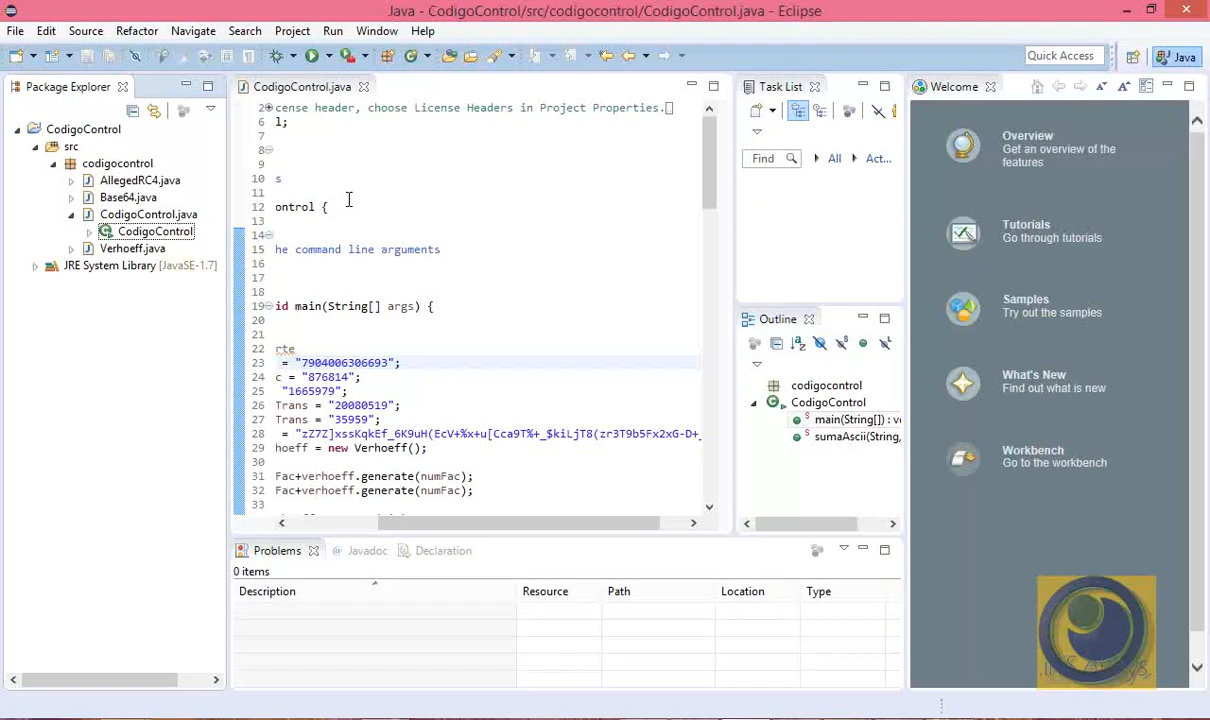 Java - CodigoControl/src/codigocontrol/CodigoControl.java - Eclipse
File Edit Source Refactor Navigate Search Project Run Window Help
Quick Access
Java
Package Explorer
CodigoControl
src
codigocontrol
AllegedRC4.java
Base64.java
CodigoControl.java
CodigoControl
Verhoeff.java
JRE System Library [JavaSE-1.7]
CodigoControl.java
2 cense header, choose License Headers in Project Properties.
6 l;
7
8
9
10 s
11
12 ontrol {
13
14
15 he command line arguments
16
17
18
19 id main(String[] args) {
20
21
22 rte
23 = "7904006306693";
24 c = "876814";
25 "1665979";
26 Trans = "20080519";
27 Trans = "35959";
28 = "zZ7Z]xssKqkEf_6K9uH(EcV+%x+u[Cca9T%+_$kiLjT8(zr3T9b5Fx2xG-D+_
29 hoeff = new Verhoeff();
30
31 Fac+verhoeff.generate(numFac);
32 Fac+verhoeff.generate(numFac);
33
Task List
Find All Act...
Outline
codigocontrol
CodigoControl
main(String[]) : v
sumaAscii(String,
Welcome
Overview
Get an overview of the
features
Tutorials
Go through tutorials
Samples
Try out the samples
What's New
Find out what is new
Workbench
Go to the workbench
Problems @ Javadoc Declaration
0 items
Description Resource Path Location Type